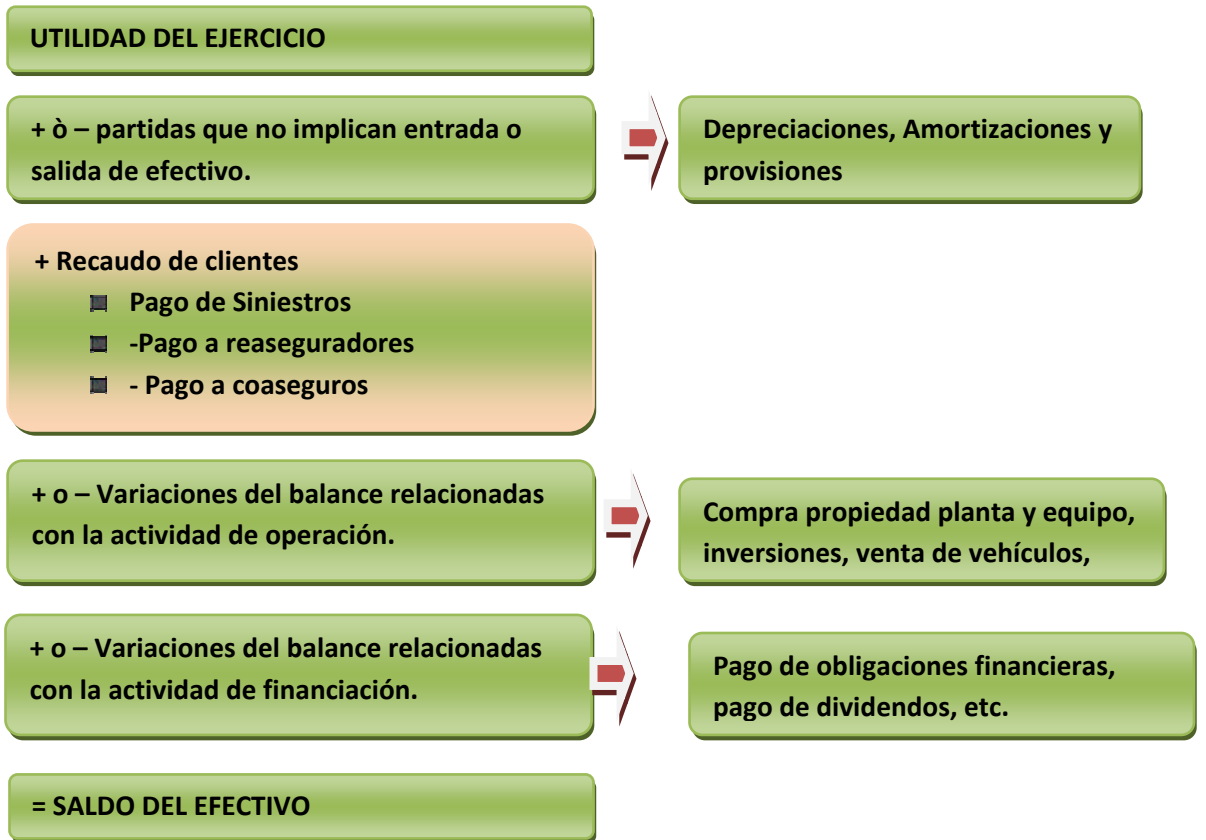 UTILIDAD DEL EJERCICIO
+ ò – partidas que no implican entrada o
salida de efectivo.
Depreciaciones, Amortizaciones y
provisiones
+ Recaudo de clientes
Pago de Siniestros
-Pago a reaseguradores
- Pago a coaseguros
+ o – Variaciones del balance relacionadas
con la actividad de operación.
Compra propiedad planta y equipo,
inversiones, venta de vehículos,
+ o – Variaciones del balance relacionadas
con la actividad de financiación.
Pago de obligaciones financieras,
pago de dividendos, etc.
= SALDO DEL EFECTIVO